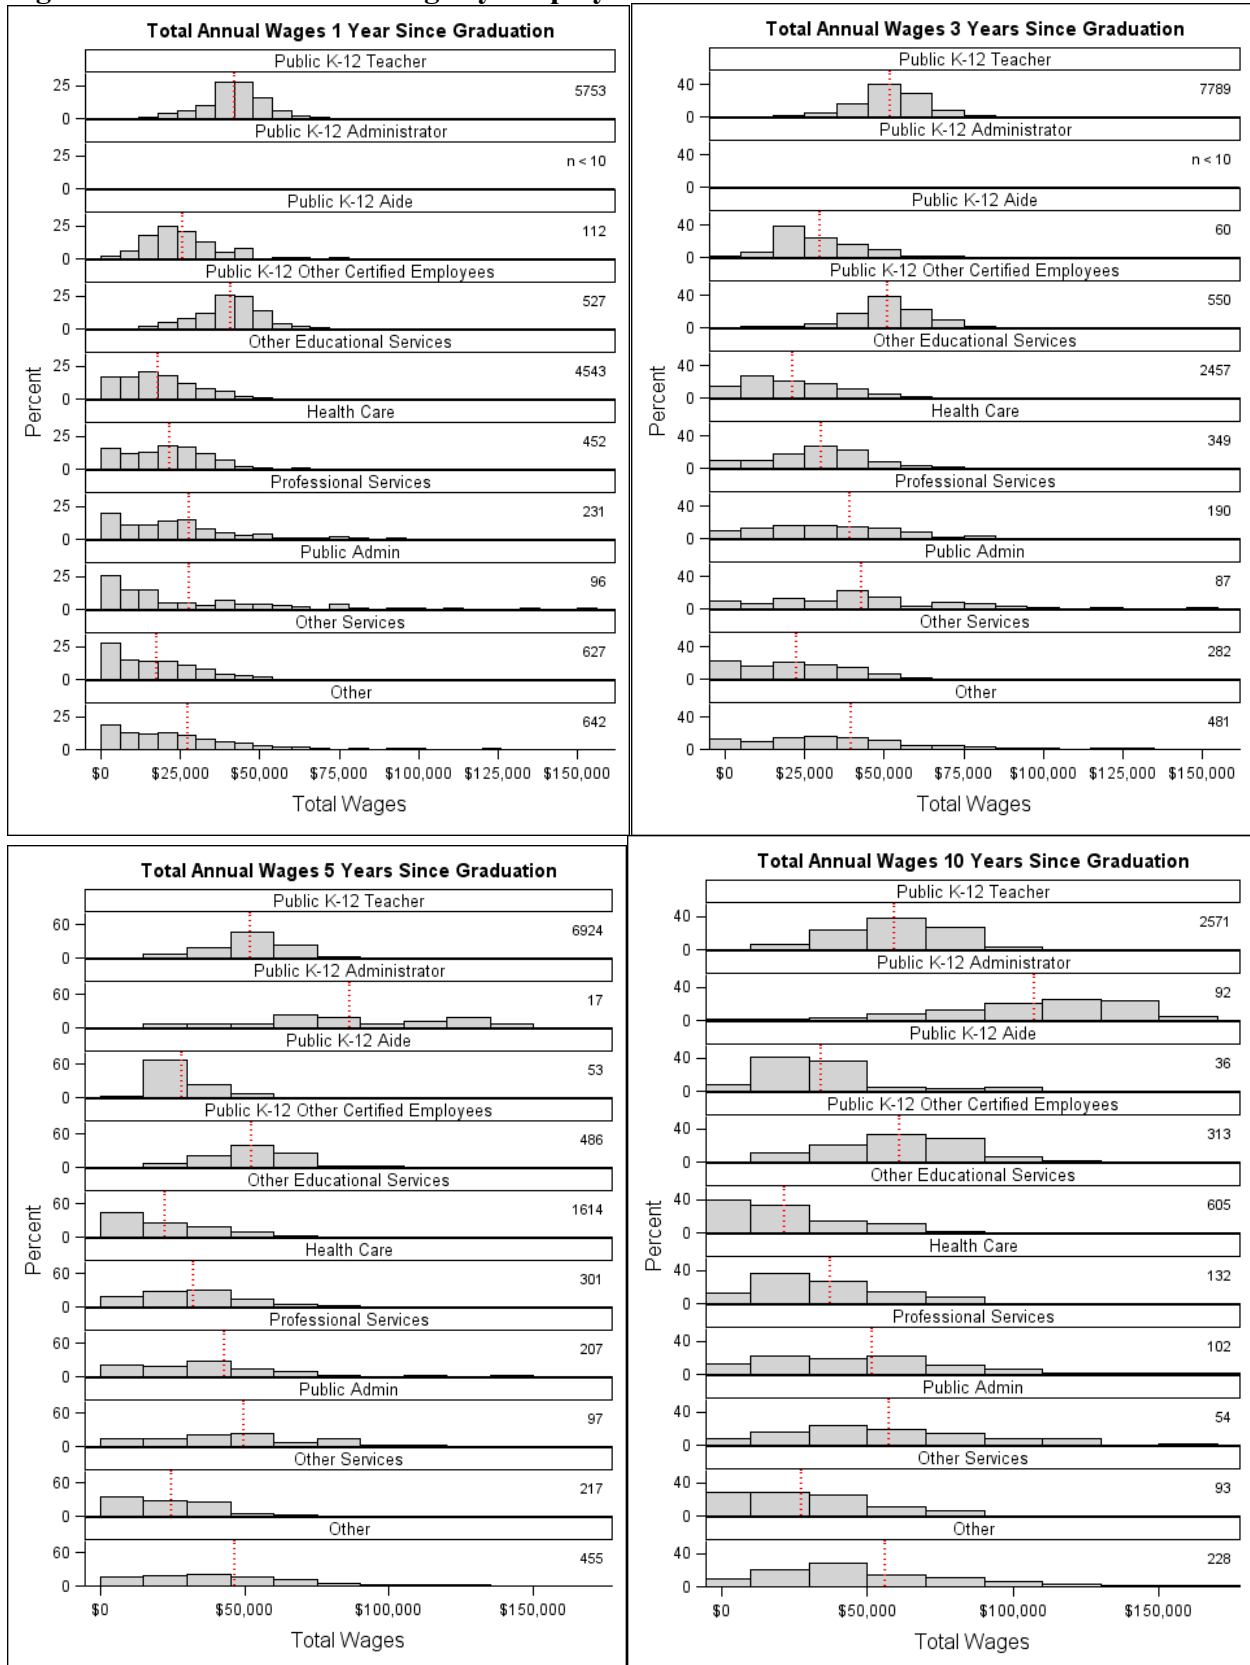 Total Annual Wages 1 Year Since Graduation
Public K-12 Teacher
25
0
5753
Public K-12 Administrator
25
0
n < 10
Public K-12 Aide
25
0
112
Public K-12 Other Certified Employees
25
0
527
Other Educational Services
25
0
4543
Health Care
25
0
452
Professional Services
25
0
231
Public Admin
25
0
96
Other Services
25
0
627
Other
25
0
642
Percent
$0 $25,000 $50,000 $75,000 $100,000 $125,000 $150,000
Total Wages
Total Annual Wages 3 Years Since Graduation
Public K-12 Teacher
40
0
7789
Public K-12 Administrator
40
0
n < 10
Public K-12 Aide
40
0
60
Public K-12 Other Certified Employees
40
0
550
Other Educational Services
40
0
2457
Health Care
40
0
349
Professional Services
40
0
190
Public Admin
40
0
87
Other Services
40
0
282
Other
40
0
481
Percent
$0 $25,000 $50,000 $75,000 $100,000 $125,000 $150,000
Total Wages
Total Annual Wages 5 Years Since Graduation
Public K-12 Teacher
60
0
6924
Public K-12 Administrator
60
0
17
Public K-12 Aide
60
0
53
Public K-12 Other Certified Employees
60
0
486
Other Educational Services
60
0
1614
Health Care
60
0
301
Professional Services
60
0
207
Public Admin
60
0
97
Other Services
60
0
217
Other
60
0
455
Percent
$0 $50,000 $100,000 $150,000
Total Wages
Total Annual Wages 10 Years Since Graduation
Public K-12 Teacher
40
0
2571
Public K-12 Administrator
40
0
92
Public K-12 Aide
40
0
36
Public K-12 Other Certified Employees
40
0
313
Other Educational Services
40
0
605
Health Care
40
0
132
Professional Services
40
0
102
Public Admin
40
0
54
Other Services
40
0
93
Other
40
0
228
Percent
$0 $50,000 $100,000 $150,000
Total Wages